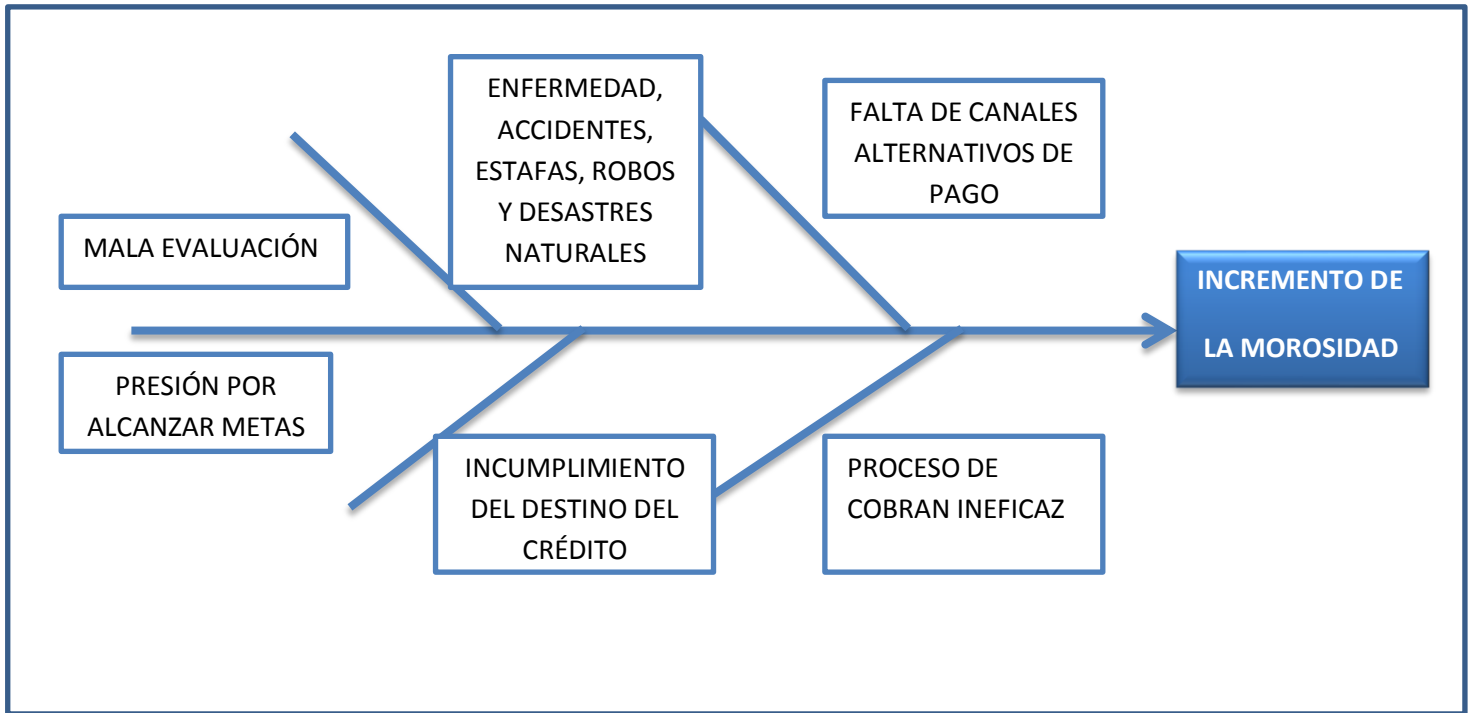 MALA EVALUACIÓN
ENFERMEDAD,
ACCIDENTES,
ESTAFAS, ROBOS
Y DESASTRES
NATURALES
FALTA DE CANALES
ALTERNATIVOS DE
PAGO
INCREMENTO DE
LA MOROSIDAD
PRESIÓN POR
ALCANZAR METAS
INCUMPLIMIENTO
DEL DESTINO DEL
CRÉDITO
PROCESO DE
COBRAN INEFICAZ